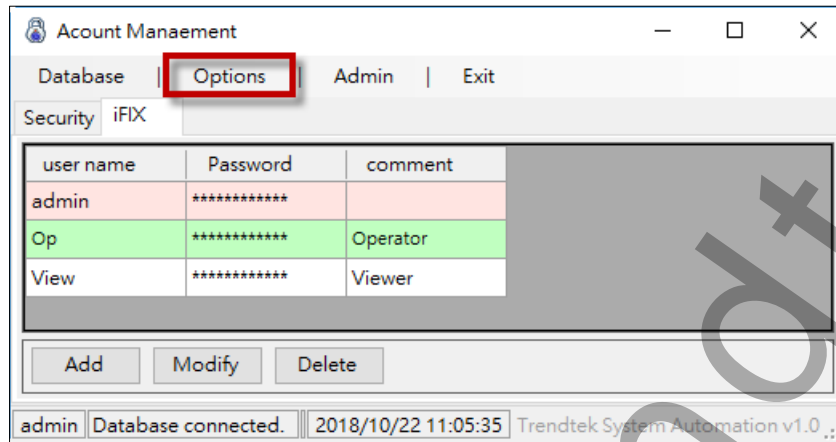 Acount Manaement
Database | Options | Admin | Exit
Security iFIX
user name Password comment
admin ************
Op ************ Operator
View ************ Viewer
Add Modify Delete
admin Database connected. 2018/10/22 11:05:35 Trendtek System Automation v1.0
dt